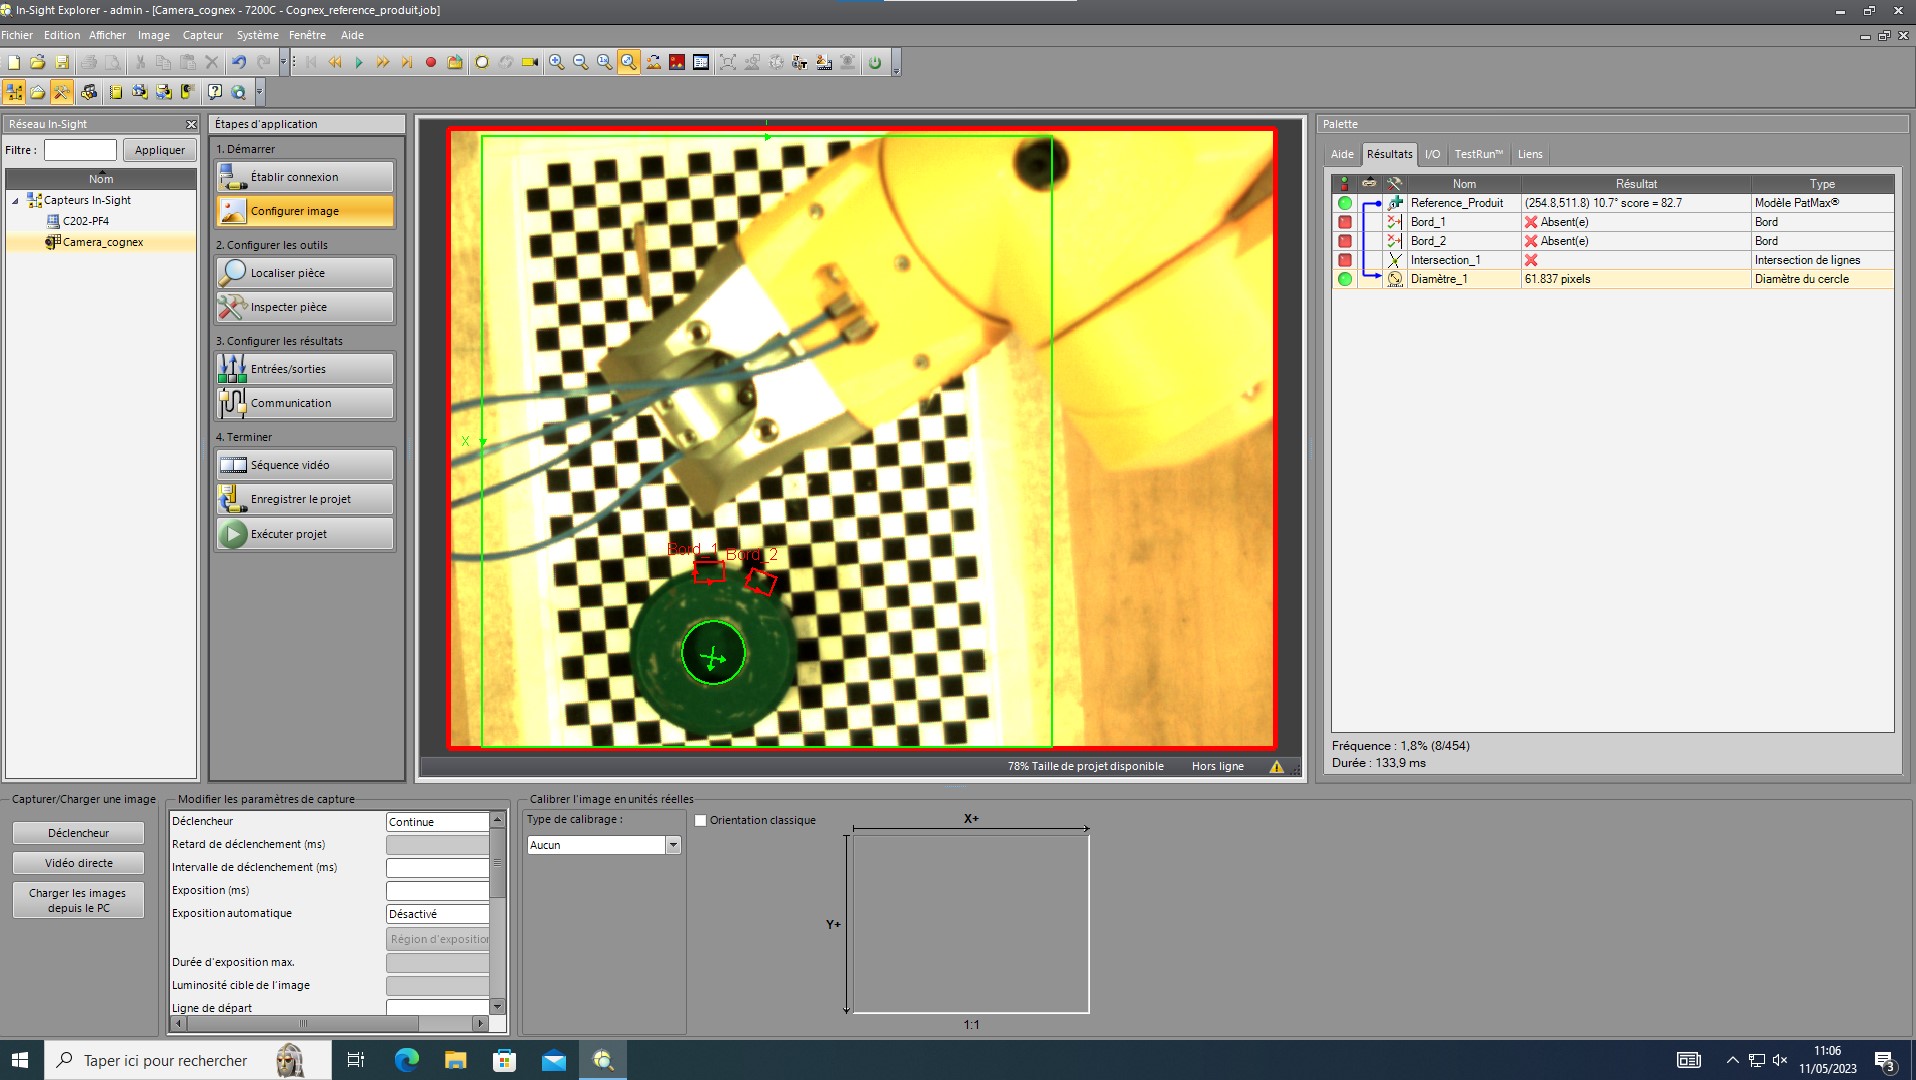 In-Sight Explorer - admin - [Camera_cognex - 7200C - Cognex_reference_produit.job]
Fichier Edition Afficher Image Capteur Système Fenêtre Aide
Réseau In-Sight
Filtre :
Appliquer
Nom
Capteurs In-Sight
C202-PF4
Camera_cognex
Étapes d'application
1. Démarrer
Établir connexion
Configurer image
2. Configurer les outils
Localiser pièce
Inspecter pièce
3. Configurer les résultats
Entrées/sorties
Communication
4. Terminer
Séquence vidéo
Enregistrer le projet
Exécuter projet
X
Bord_1 Bord_2
78% Taille de projet disponible Hors ligne
Palette
Aide Résultats I/O TestRun™ Liens
Nom Résultat Type
Reference_Produit (254.8,511.8) 10.7° score = 82.7 Modèle PatMax®
Bord_1 Absent(e) Bord
Bord_2 Absent(e) Bord
Intersection_1 Intersection de lignes
Diamètre_1 61.837 pixels Diamètre du cercle
Fréquence : 1,8% (8/454)
Durée : 133,9 ms
Capturer/Charger une image
Déclencheur
Vidéo directe
Charger les images
depuis le PC
Modifier les paramètres de capture
Déclencheur Continue
Retard de déclenchement (ms)
Intervalle de déclenchement (ms)
Exposition (ms)
Exposition automatique Désactivé
Région d'exposition
Durée d'exposition max.
Luminosité cible de l'image
Ligne de départ
Calibrer l'image en unités réelles
Type de calibrage :
Aucun
Orientation classique
X+
Y+
1:1
Taper ici pour rechercher
11:06
11/05/2023
3